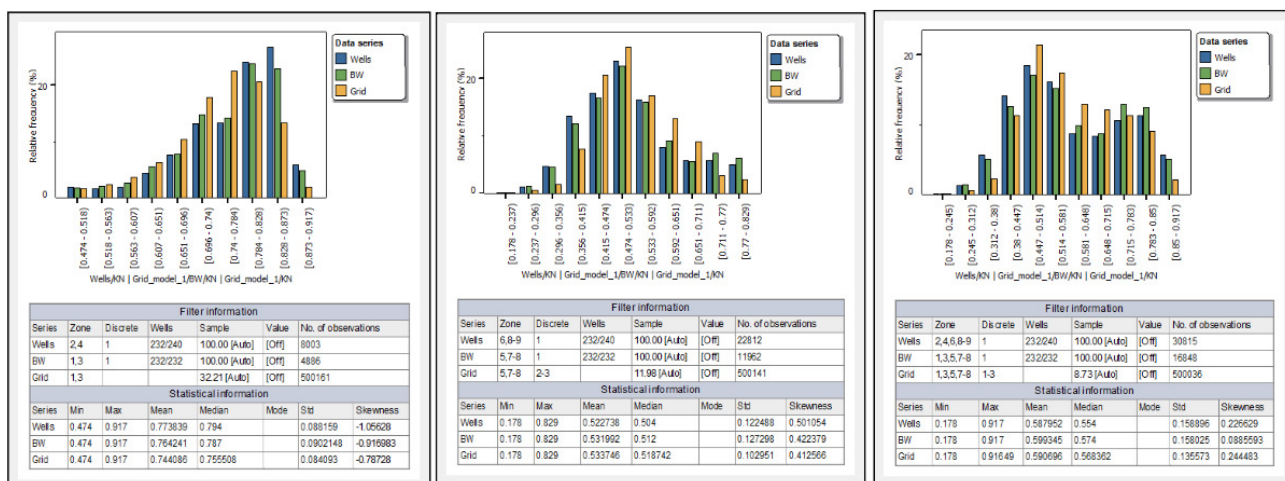 Relative frequency (%)
20
0
Data series
Wells
BW
Grid
[0.474 - 0.518)
[0.518 - 0.563)
[0.563 - 0.607)
[0.607 - 0.651)
[0.651 - 0.696)
[0.696 - 0.74)
[0.74 - 0.784)
[0.784 - 0.828)
[0.828 - 0.873)
[0.873 - 0.917)
Wells/KN | Grid_model_1/BW/KN | Grid_model_1/KN
Filter information
Series Zone Discrete Wells Sample Value No. of observations
Wells 2,4 1 232/240 100.00 [Auto] [Off] 8003
BW 1,3 1 232/232 100.00 [Auto] [Off] 4886
Grid 1,3 32.21 [Auto] [Off] 500161
Statistical information
Series Min Max Mean Median Mode Std Skewness
Wells 0.474 0.917 0.773839 0.794 0.088159 -1.05628
BW 0.474 0.917 0.764241 0.787 0.0902148 -0.916983
Grid 0.474 0.917 0.744086 0.755508 0.084093 -0.78728
Relative frequency (%)
20
0
Data series
Wells
BW
Grid
[0.178 - 0.237)
[0.237 - 0.296)
[0.296 - 0.356)
[0.356 - 0.415)
[0.415 - 0.474)
[0.474 - 0.533)
[0.533 - 0.592)
[0.592 - 0.651)
[0.651 - 0.711)
[0.711 - 0.77)
[0.77 - 0.829)
Wells/KN | Grid_model_1/BW/KN | Grid_model_1/KN
Filter information
Series Zone Discrete Wells Sample Value No. of observations
Wells 6,8-9 1 232/240 100.00 [Auto] [Off] 22812
BW 5,7-8 1 232/232 100.00 [Auto] [Off] 11962
Grid 5,7-8 2-3 11.98 [Auto] [Off] 500141
Statistical information
Series Min Max Mean Median Mode Std Skewness
Wells 0.178 0.829 0.522738 0.504 0.122488 0.501054
BW 0.178 0.829 0.531992 0.512 0.127298 0.422379
Grid 0.178 0.829 0.533746 0.518742 0.102951 0.412566
Relative frequency (%)
20
0
Data series
Wells
BW
Grid
[0.178 - 0.245)
[0.245 - 0.312)
[0.312 - 0.38)
[0.38 - 0.447)
[0.447 - 0.514)
[0.514 - 0.581)
[0.581 - 0.648)
[0.648 - 0.715)
[0.715 - 0.783)
[0.783 - 0.85)
[0.85 - 0.917)
Wells/KN | Grid_model_1/BW/KN | Grid_model_1/KN
Filter information
Series Zone Discrete Wells Sample Value No. of observations
Wells 2,4,6,8-9 1 232/240 100.00 [Auto] [Off] 30815
BW 1,3,5,7-8 1 232/232 100.00 [Auto] [Off] 16848
Grid 1,3,5,7-8 1-3 8.73 [Auto] [Off] 500036
Statistical information
Series Min Max Mean Median Mode Std Skewness
Wells 0.178 0.917 0.587952 0.554 0.158896 0.226629
BW 0.178 0.917 0.599345 0.574 0.158025 0.0885593
Grid 0.178 0.91649 0.590696 0.568362 0.135573 0.244483